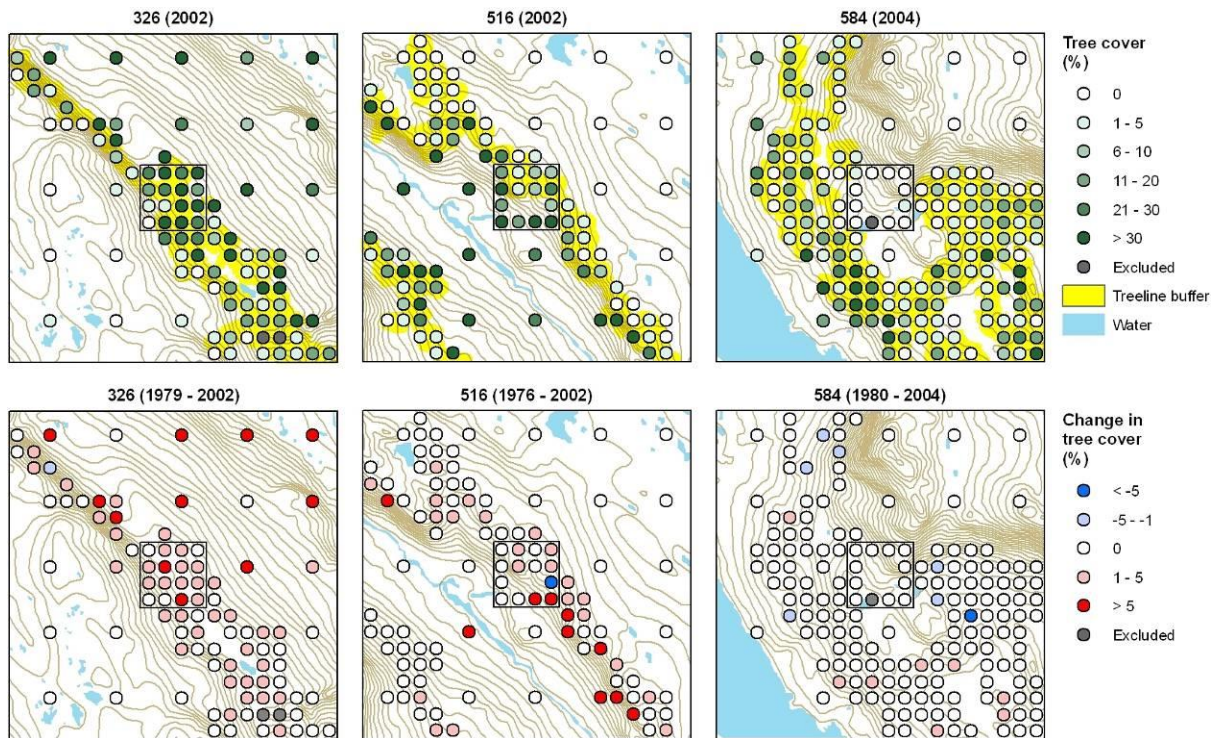 326 (2002)
516 (2002)
584 (2004)
Tree cover
(%)
0
1 - 5
6 - 10
11 - 20
21 - 30
> 30
Excluded
Treeline buffer
Water
326 (1979 - 2002)
516 (1976 - 2002)
584 (1980 - 2004)
Change in
tree cover
(%)
< -5
-5 - -1
0
1 - 5
> 5
Excluded